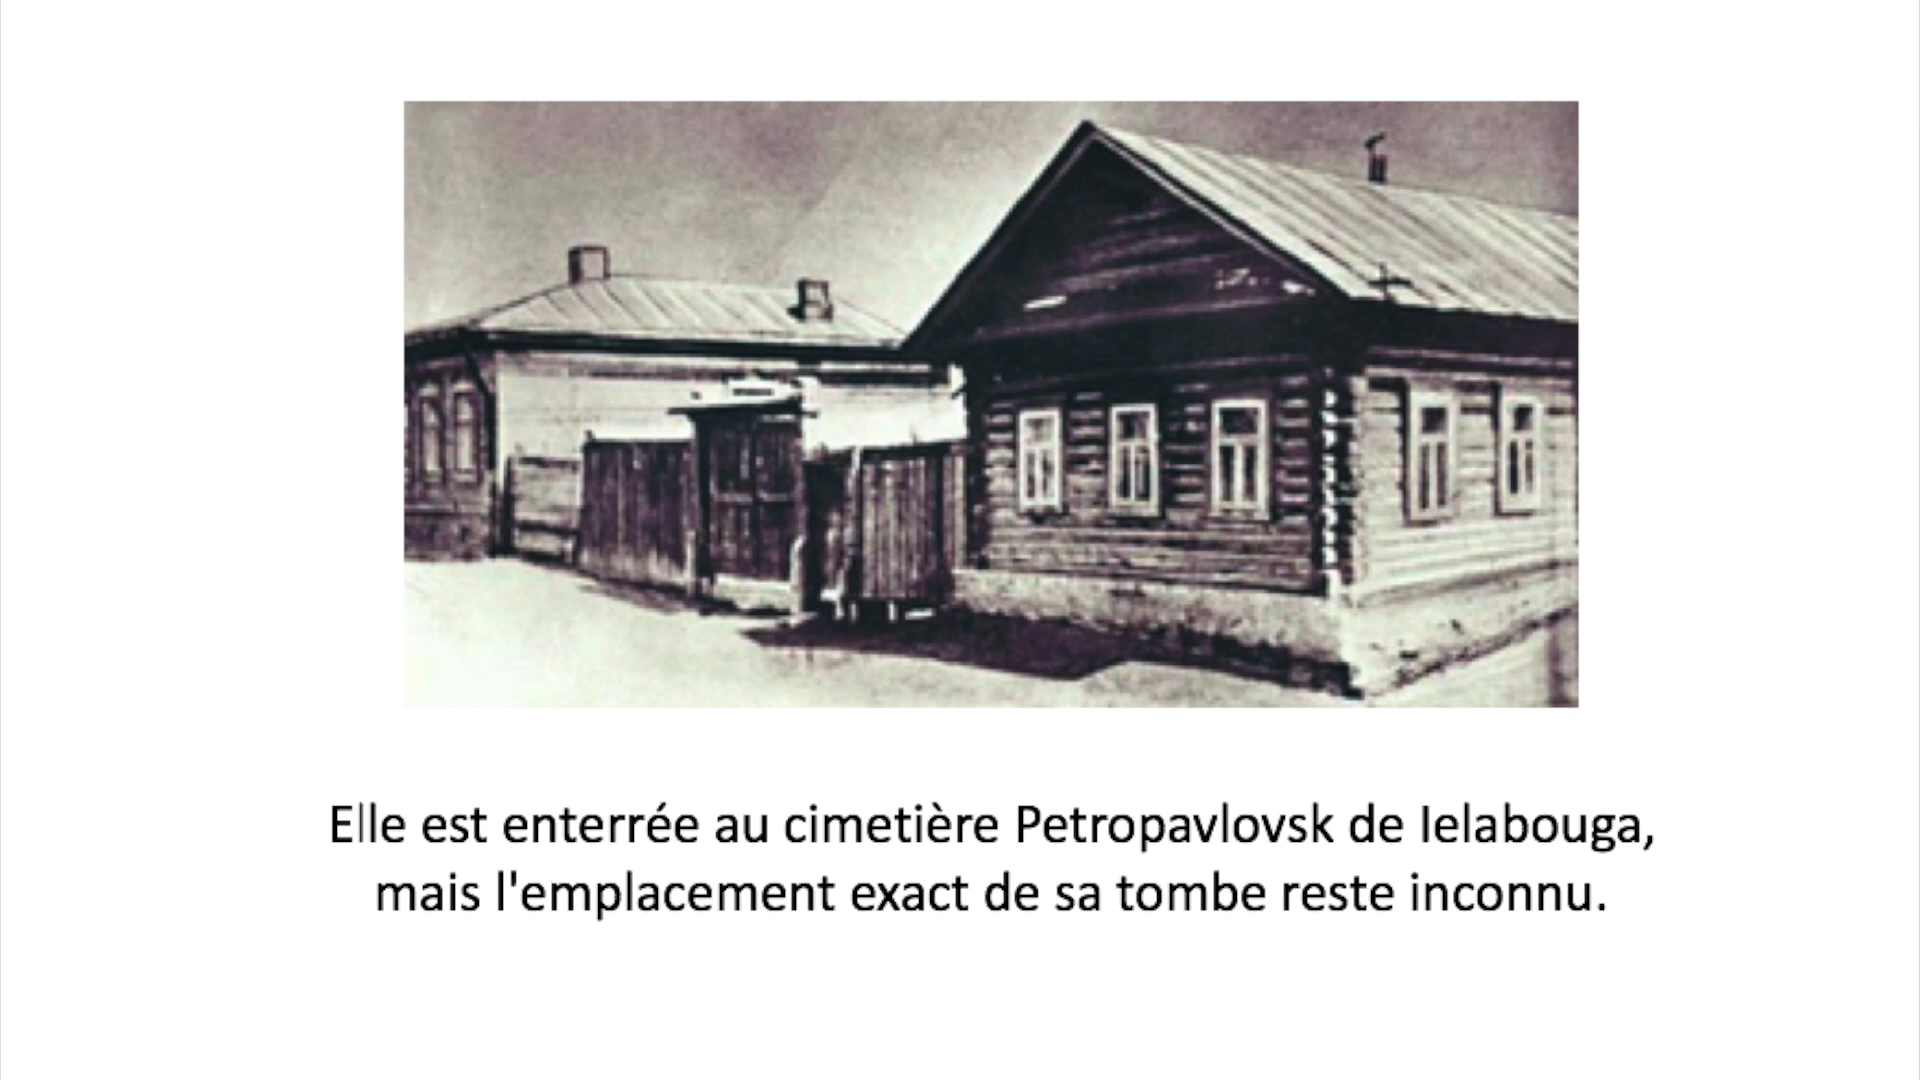 Elle est enterrée au cimetière Petropavlovsk de Ielabouga,
mais l'emplacement exact de sa tombe reste inconnu.